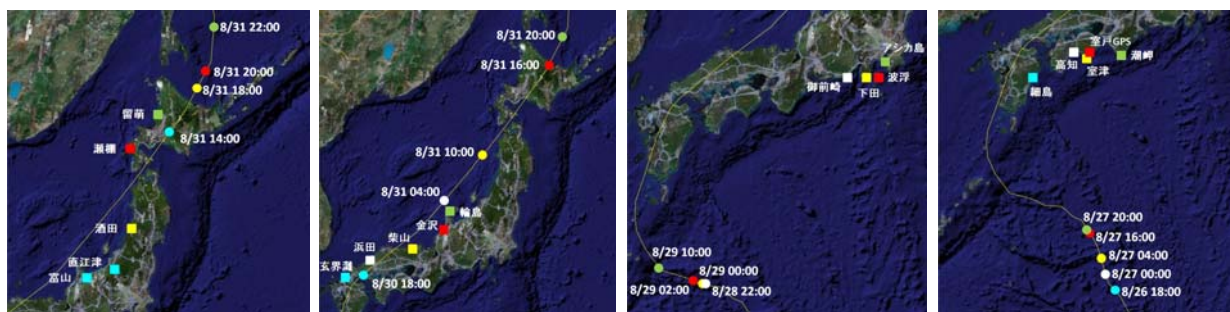 8/31 22:00
8/31 20:00
8/31 18:00
留萌
8/31 14:00
瀬棚
酒田
直江津
富山
8/31 20:00
8/31 16:00
8/31 10:00
8/31 04:00
輪島
金沢
柴山
浜田
玄界灘
8/30 18:00
アシカ島
御前崎
波浮
下田
8/29 10:00
8/29 00:00
8/29 02:00
8/28 22:00
室戸GPS
高知
潮岬
室津
細島
8/27 20:00
8/27 16:00
8/27 04:00
8/27 00:00
8/26 18:00